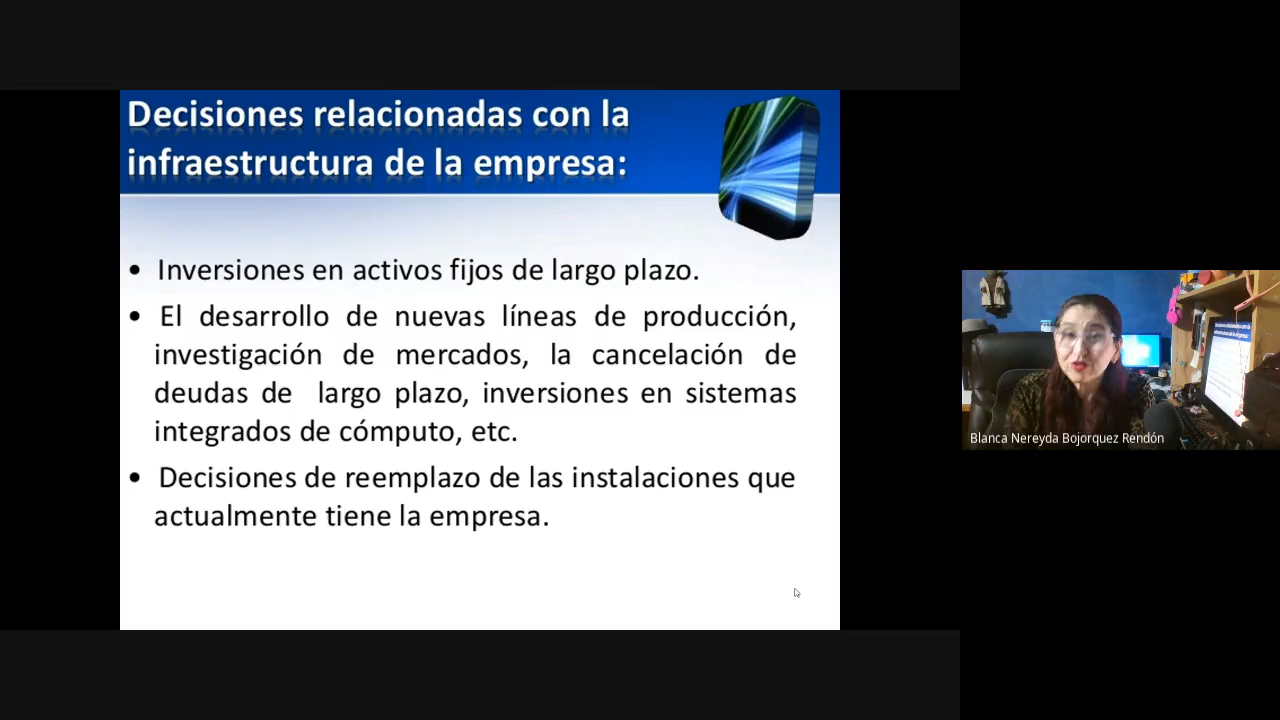 Decisiones relacionadas con la
infraestructura de la empresa:
• Inversiones en activos fijos de largo plazo.
• El desarrollo de nuevas líneas de producción,
investigación de mercados, la cancelación de
deudas de largo plazo, inversiones en sistemas
integrados de cómputo, etc.
• Decisiones de reemplazo de las instalaciones que
actualmente tiene la empresa.
Blanca Nereyda Bojorquez Rendón